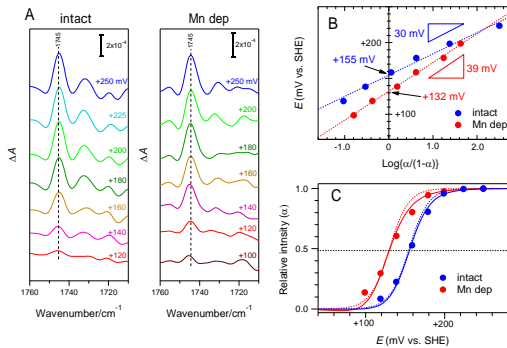 A
intact
Mn dep
1745
2x10⁻⁴
+250 mV
+225
+200
+180
+160
+140
+120
1745
2x10⁻⁴
+250 mV
+200
+180
+160
+140
+120
+100
ΔA
1760
1740
1720
Wavenumber/cm⁻¹
1760
1740
1720
Wavenumber/cm⁻¹
B
30 mV
+155 mV
39 mV
+132 mV
+200
+100
E (mV vs. SHE)
intact
Mn dep
-1.0
0.0
1.0
2.0
Log{α/(1-α)}
C
1.0
0.5
0.0
Relative Intnsity (α)
intact
Mn dep
+100
+200
E (mV vs. SHE)